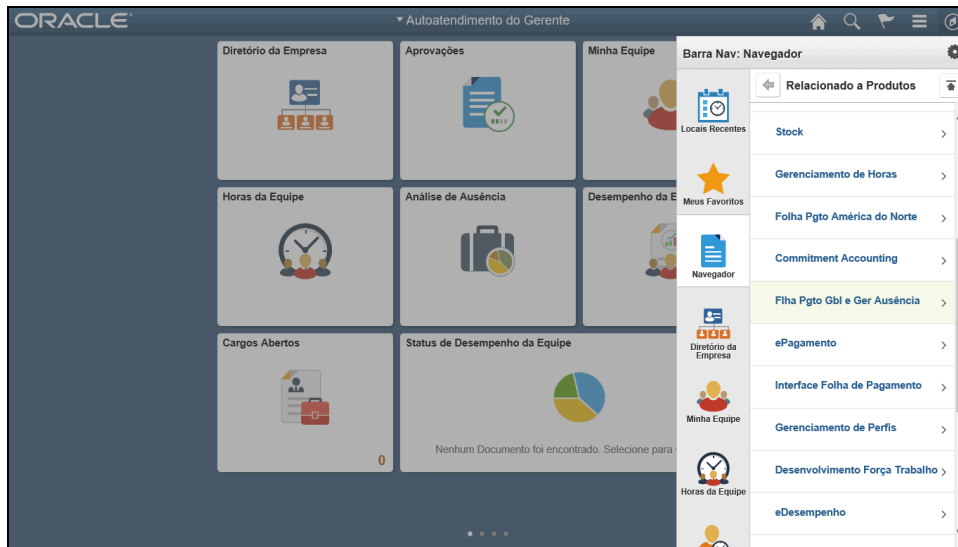 ORACLE
Autoatendimento do Gerente
Diretório da Empresa
Aprovações
Minha Equipe
Horas da Equipe
Análise de Ausência
Desempenho da E
Cargos Abertos
0
Status de Desempenho da Equipe
Nenhum Documento foi encontrado. Selecione para
Barra Nav: Navegador
Locais Recentes
Meus Favoritos
Navegador
Diretório da
Empresa
Minha Equipe
Horas da Equipe
Relacionado a Produtos
Stock
Gerenciamento de Horas
Folha Pgto América do Norte
Commitment Accounting
Flha Pgto Gbl e Ger Ausência
ePagamento
Interface Folha de Pagamento
Gerenciamento de Perfis
Desenvolvimento Força Trabalho
eDesempenho